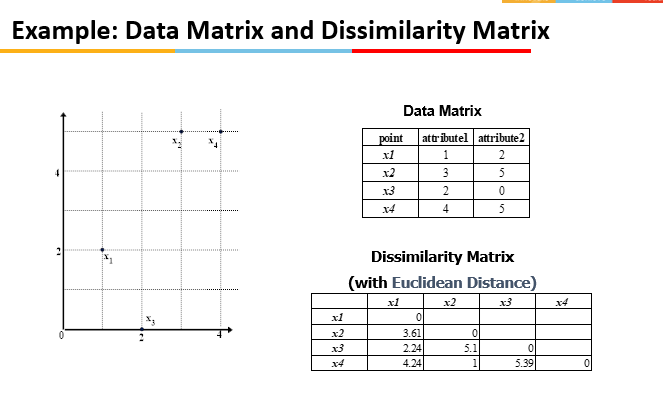 Example: Data Matrix and Dissimilarity Matrix
x2
x4
4
2
x1
x3
0
2
4
Data Matrix
point attribute1 attribute2
x1 1 2
x2 3 5
x3 2 0
x4 4 5
Dissimilarity Matrix
(with Euclidean Distance)
x1 x2 x3 x4
x1 0
x2 3.61 0
x3 2.24 5.1 0
x4 4.24 1 5.39 0